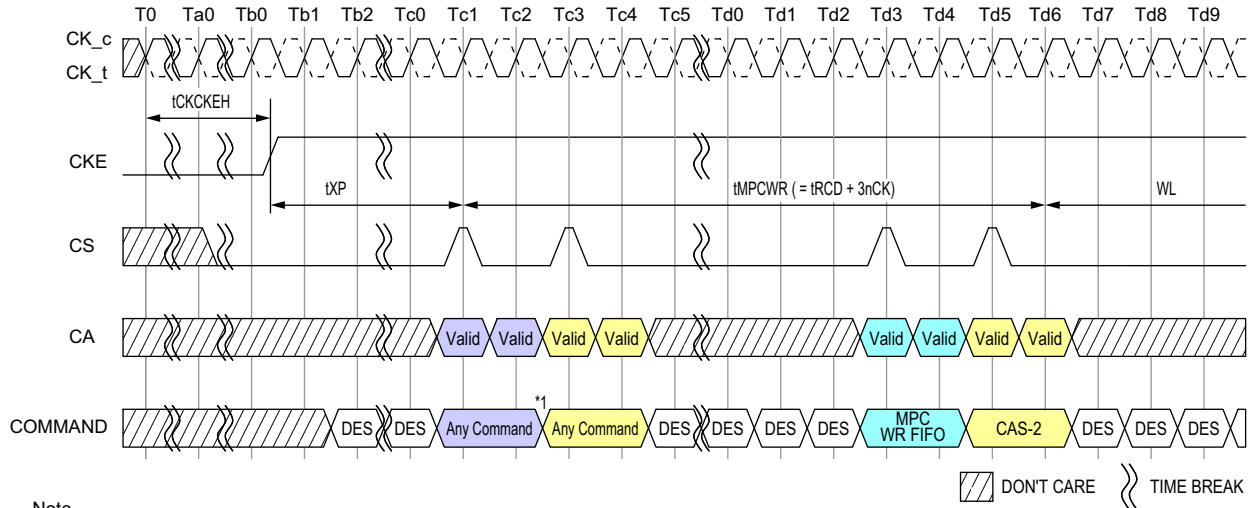 T0 Ta0 Tb0 Tb1 Tb2 Tc0 Tc1 Tc2 Tc3 Tc4 Tc5 Td0 Td1 Td2 Td3 Td4 Td5 Td6 Td7 Td8 Td9
CK_c
CK_t
tCKCKEH
CKE
tXP tMPCWR ( = tRCD + 3nCK) WL
CS
CA Valid Valid Valid Valid Valid Valid Valid Valid
*1
COMMAND DES DES Any Command Any Command DES DES DES DES MPC WR FIFO CAS-2 DES DES DES
DON'T CARE TIME BREAK
Note